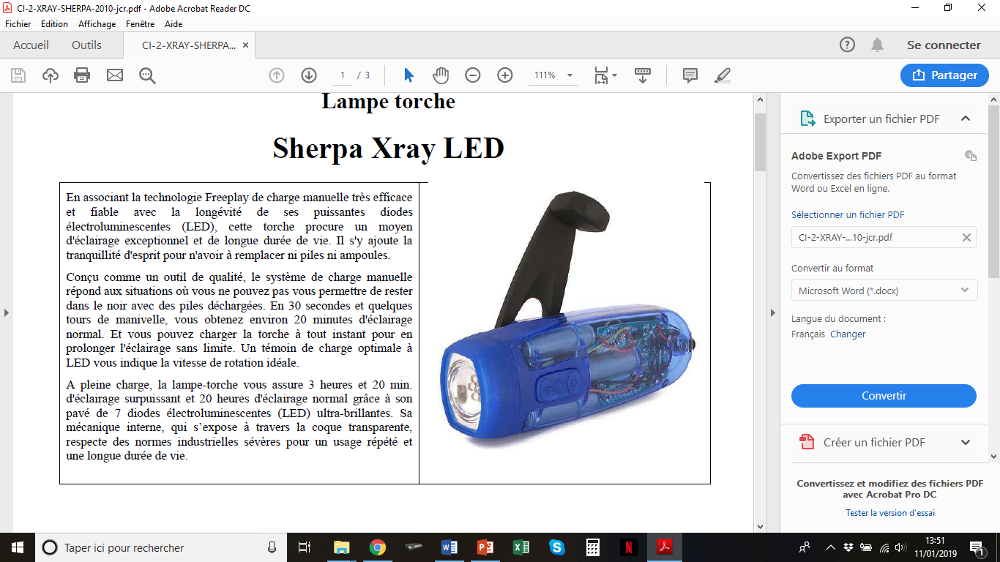 CI-2-XRAY-SHERPA-2010-jcr.pdf - Adobe Acrobat Reader DC
Fichier Edition Affichage Fenêtre Aide
Accueil Outils CI-2-XRAY-SHERPA... × Se connecter
1 / 3 111% Partager
Lampe torche
Sherpa Xray LED
En associant la technologie Freeplay de charge manuelle très efficace
et fiable avec la longévité de ses puissantes diodes
électroluminescentes (LED), cette torche procure un moyen
d'éclairage exceptionnel et de longue durée de vie. Il s'y ajoute la
tranquillité d'esprit pour n'avoir à remplacer ni piles ni ampoules.
Conçu comme un outil de qualité, le système de charge manuelle
répond aux situations où vous ne pouvez pas vous permettre de rester
dans le noir avec des piles déchargées. En 30 secondes et quelques
tours de manivelle, vous obtenez environ 20 minutes d'éclairage
normal. Et vous pouvez charger la torche à tout instant pour en
prolonger l'éclairage sans limite. Un témoin de charge optimale à
LED vous indique la vitesse de rotation idéale.
A pleine charge, la lampe-torche vous assure 3 heures et 20 min.
d'éclairage surpuissant et 20 heures d'éclairage normal grâce à son
pavé de 7 diodes électroluminescentes (LED) ultra-brillantes. Sa
mécanique interne, qui s’expose à travers la coque transparente,
respecte des normes industrielles sévères pour un usage répété et
une longue durée de vie.
Exporter un fichier PDF
Adobe Export PDF
Convertissez des fichiers PDF au format
Word ou Excel en ligne.
Sélectionner un fichier PDF
CI-2-XRAY-...10-jcr.pdf
Convertir au format
Microsoft Word (*.docx)
Langue du document :
Français Changer
Convertir
Créer un fichier PDF
Convertissez et modifiez des fichiers PDF
avec Acrobat Pro DC
Tester la version d'essai
Taper ici pour rechercher
13:51
11/01/2019
1